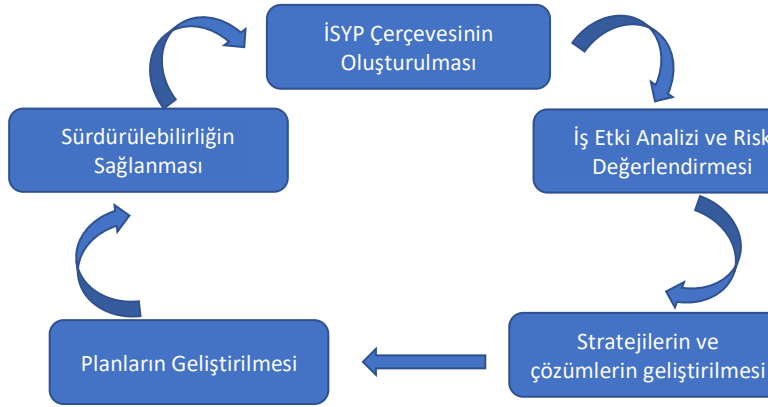 İSYP Çerçevesinin
Oluşturulması
Sürdürülebilirliğin
Sağlanması
İş Etki Analizi ve Risk
Değerlendirmesi
Planların Geliştirilmesi
Stratejilerin ve
çözümlerin geliştirilmesi